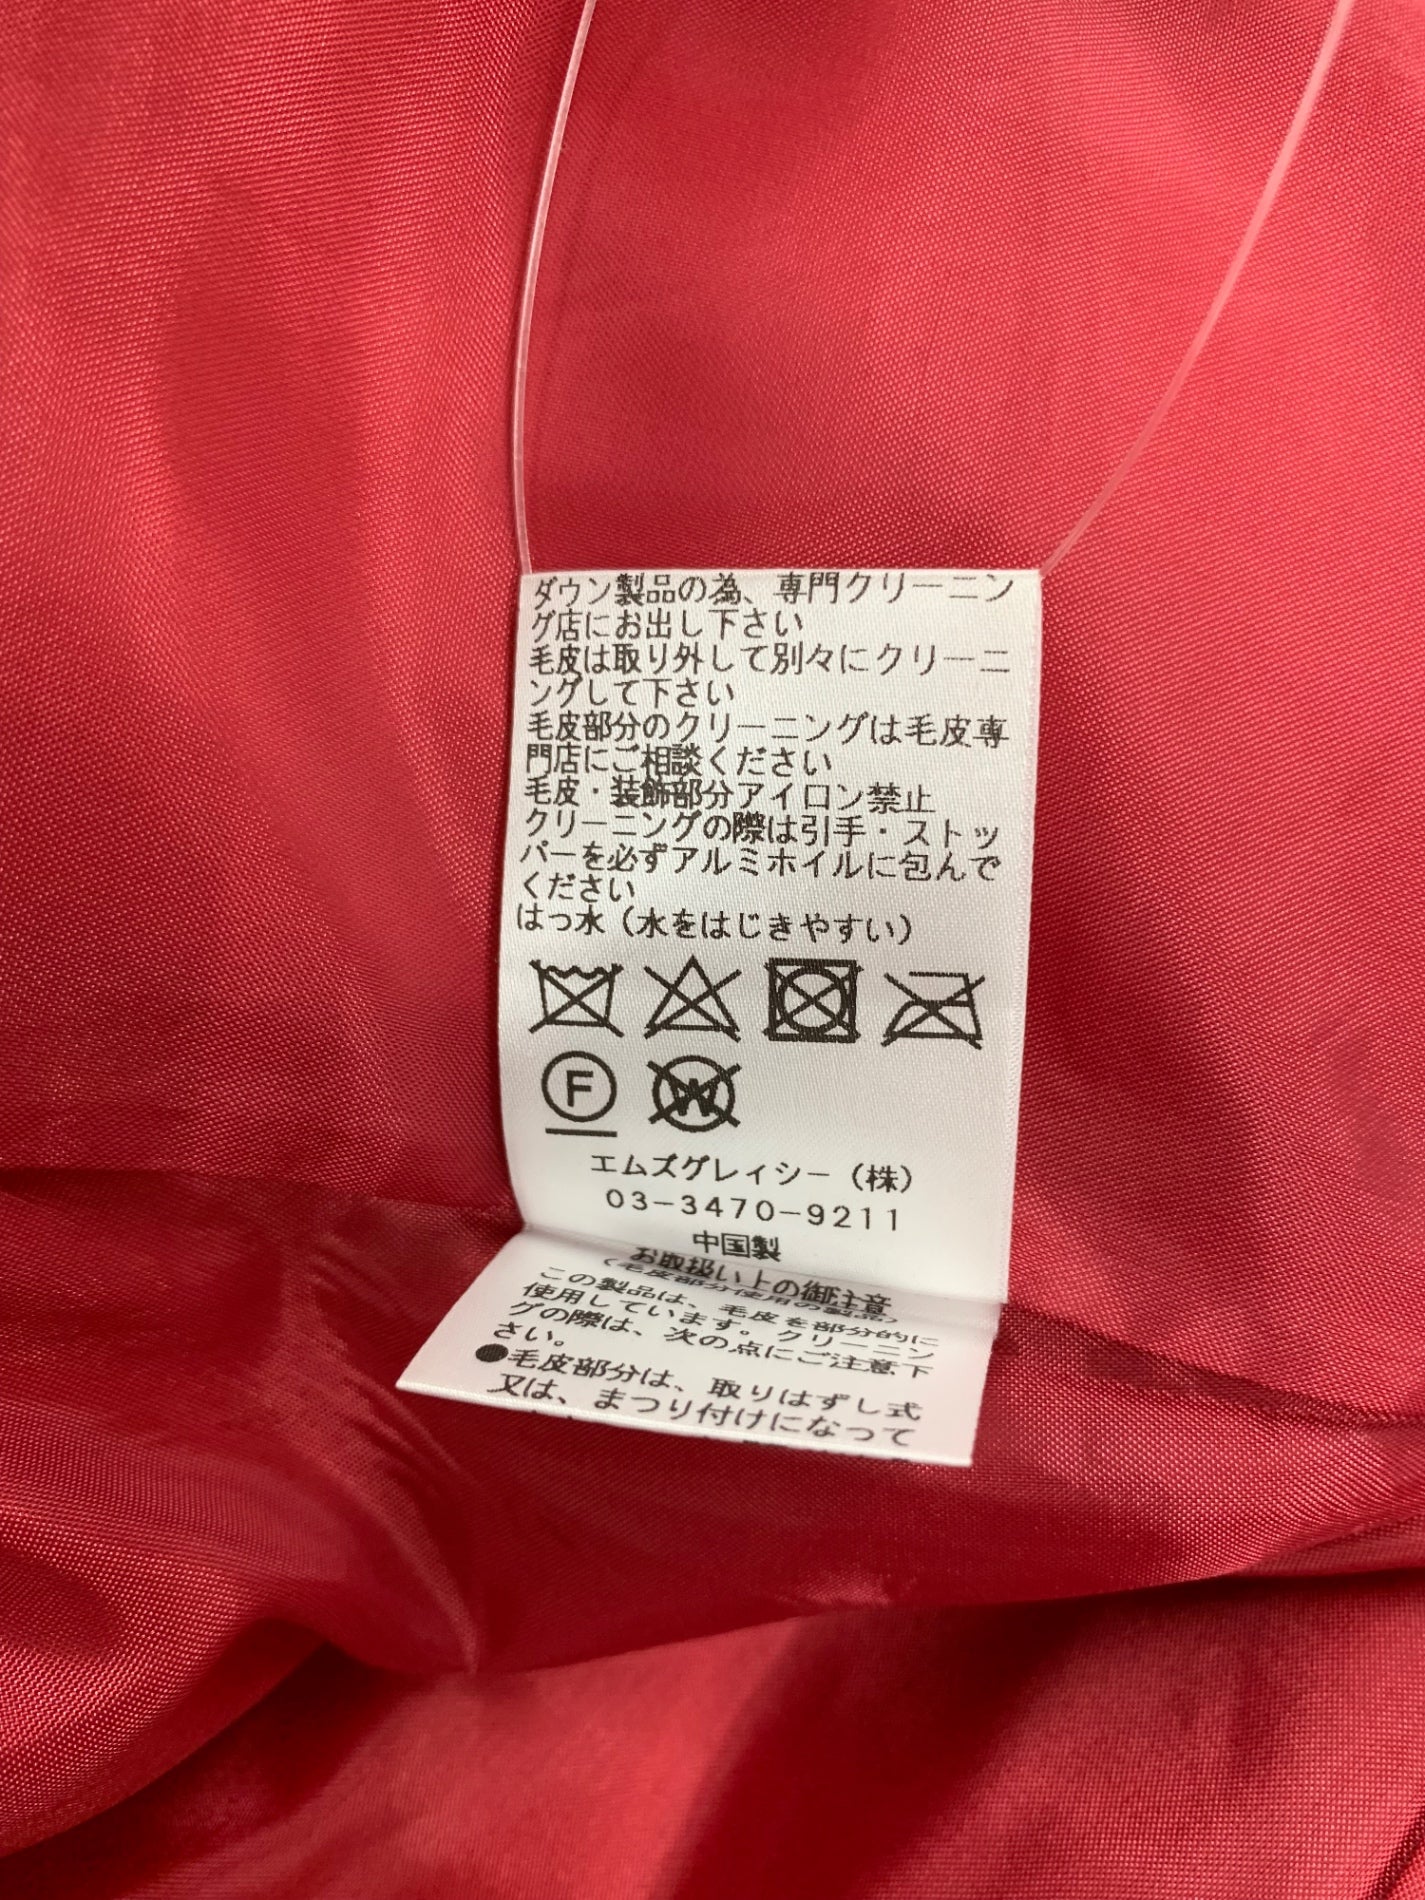 ダウン製品の為、専門クリーニン
グ店にお出し下さい
毛皮は取り外して別々にクリーニ
ングして下さい
毛皮部分のクリーニングは毛皮専
門店にご相談ください
毛皮・装飾部分アイロン禁止
クリーニングの際は引手・ストッ
パーを必ずアルミホイルに包んで
ください
はっ水（水をはじきやすい）
F W
エムズグレイシー（株）
03-3470-9211
中国製
お取扱い上の御注意
（毛皮部分使用の製品）
この製品は、毛皮を部分的に
使用しています。クリーニン
グの際は、次の点にご注意下
さい。
●毛皮部分は、取りはずし式
又は、まつり付けになって